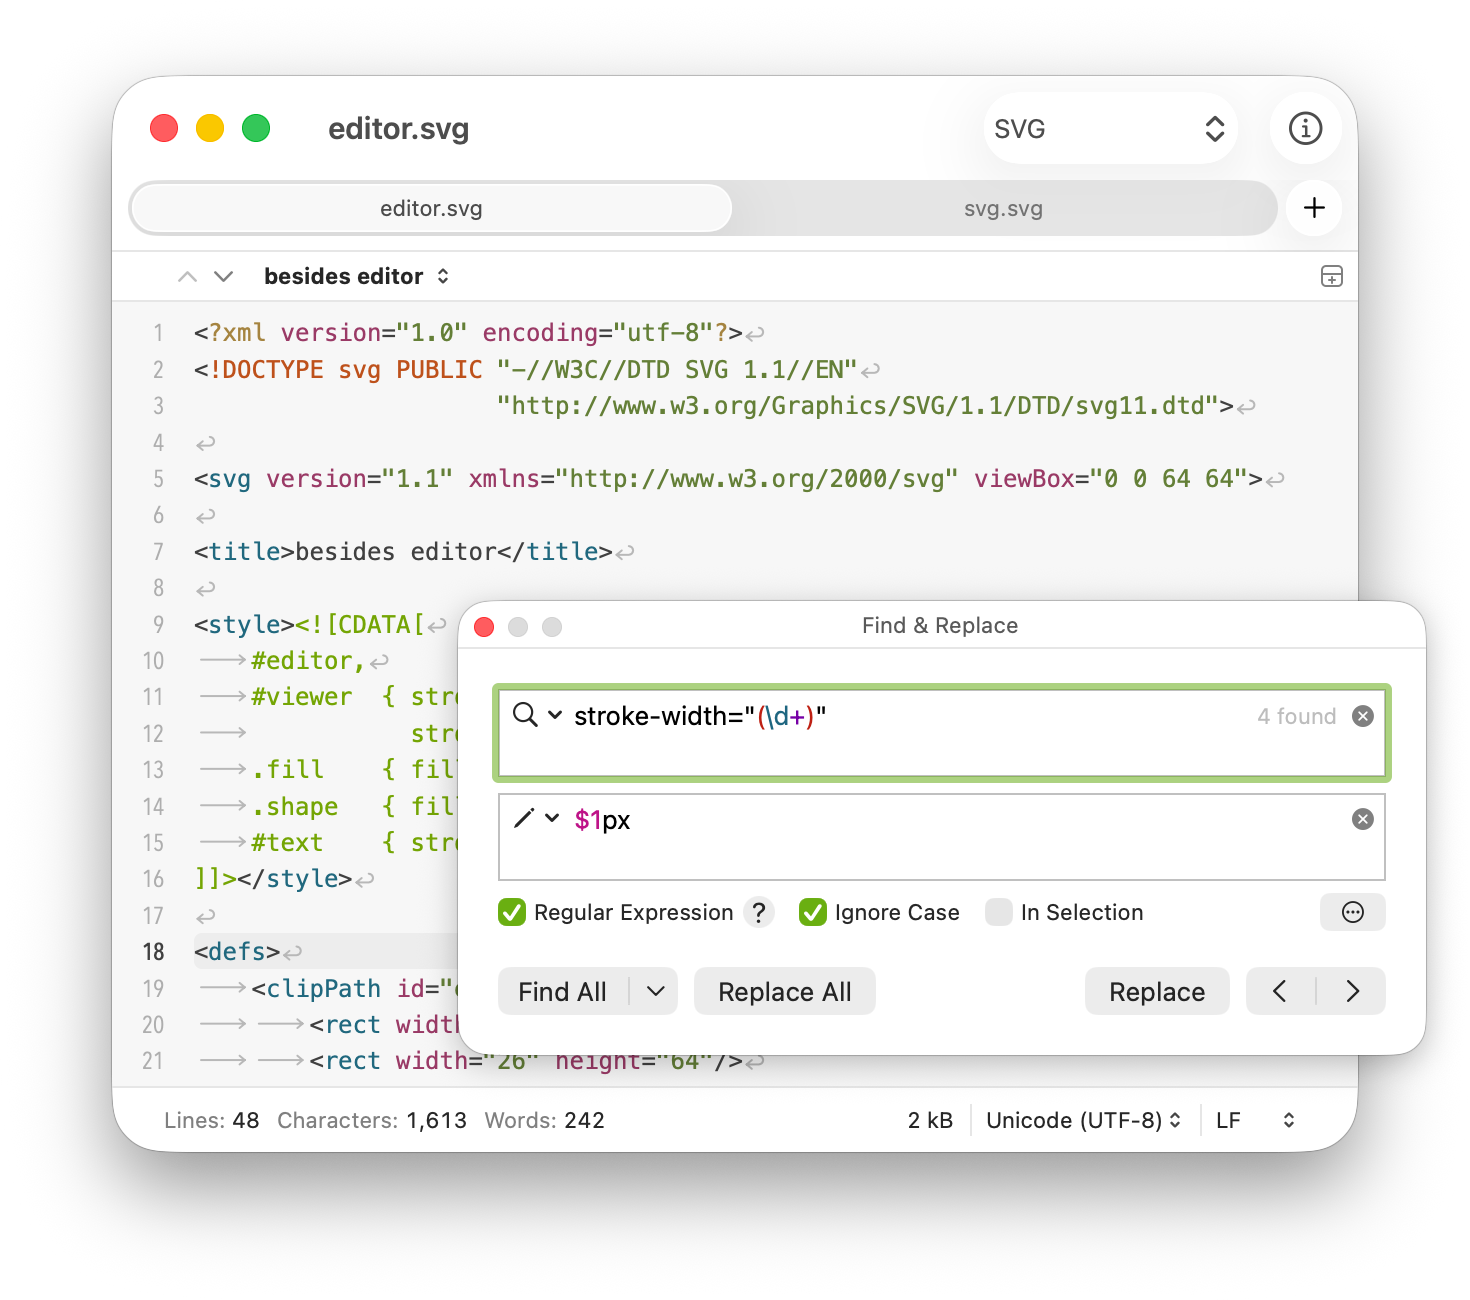 editor.svg
SVG
editor.svg
svg.svg
besides editor
1 <?xml version="1.0" encoding="utf-8"?>
2 <!DOCTYPE svg PUBLIC "-//W3C//DTD SVG 1.1//EN"
3 "http://www.w3.org/Graphics/SVG/1.1/DTD/svg11.dtd">
4
5 <svg version="1.1" xmlns="http://www.w3.org/2000/svg" viewBox="0 0 64 64">
6
7 <title>besides editor</title>
8
9 <style><![CDATA[
10 #editor,
11 #viewer { 
12
13 .fill {
14 .shape {
15 #text {
16 ]]></style>
17
18 <defs>
19 <clipPath id="
20 <rect
21 <rect width="26" height="64"/>
Find & Replace
stroke-width="(\d+)"
4 found
$1px
Regular Expression ? Ignore Case In Selection
Find All Replace All Replace
Lines: 48 Characters: 1,613 Words: 242 2 kB Unicode (UTF-8) LF